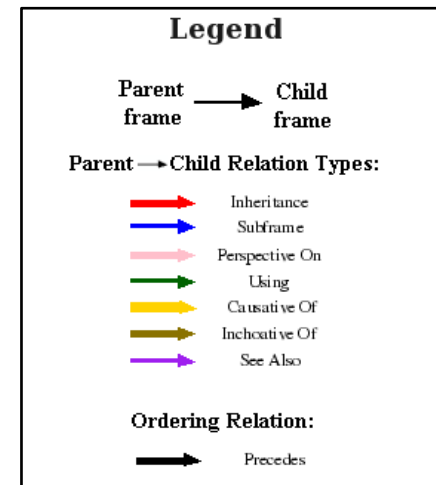 Legend
Parent frame
Child frame
Parent → Child Relation Types:
Inheritance
Subframe
Perspective On
Using
Causative Of
Inchoative Of
See Also
Ordering Relation:
Precedes